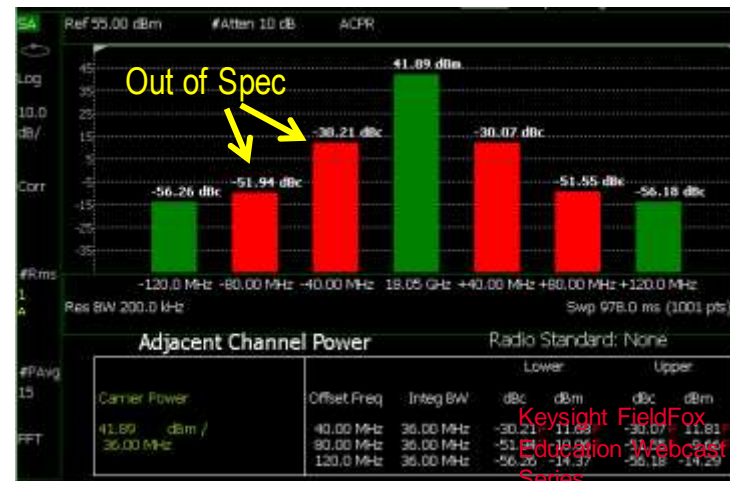 SA Ref 55.00 dBm #Atten 10 dB ACPR
41.89 dBm
Out of Spec
Log
10.0
dB/
Corr
45
35
25
15
5
-15
-25
-35
-38.21 dBc -30.07 dBc
-56.26 dBc -51.94 dBc -51.55 dBc -56.18 dBc
-120.0 MHz -80.00 MHz -40.00 MHz 18.05 GHz +40.00 MHz +80.00 MHz +120.0 MHz
#Rms
1
A
Res BW 200.0 kHz Swp 978.0 ms (1001 pts)
Adjacent Channel Power Radio Standard: None
#PAvg
15
FFT
Lower Upper
Carrier Power Offset Freq Integ BW dBc dBm dBc dBm
41.89 dBm / 40.00 MHz 36.00 MHz -30.21 11.68 -30.07 11.81
36.00 MHz 80.00 MHz 36.00 MHz
120.0 MHz 36.00 MHz -56.26 -14.37 -56.18 -14.29
Keysight FieldFox
Education Webcast
Series